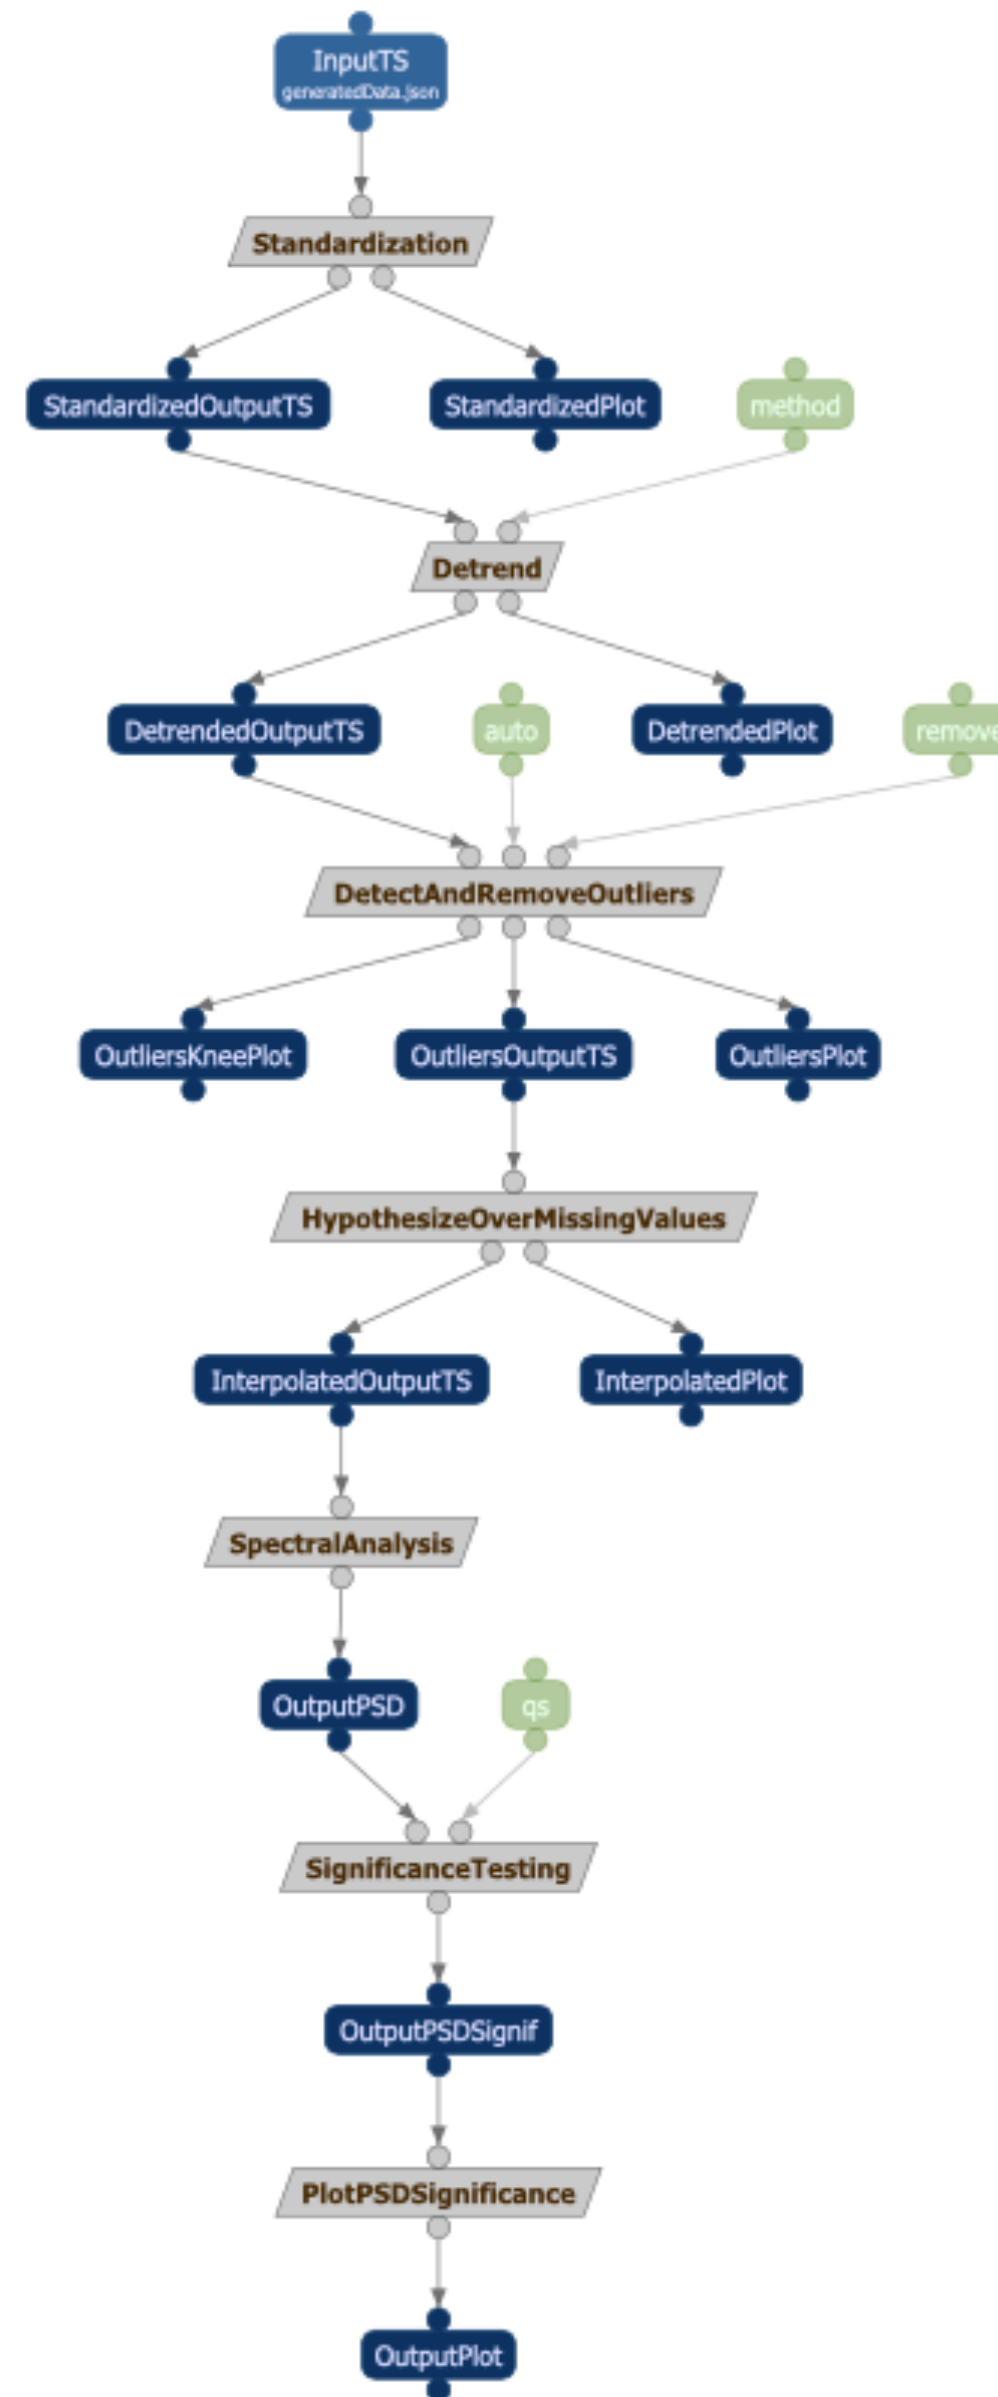 InputTS
generatedData.json
Standardization
StandardizedOutputTS
StandardizedPlot
method
Detrend
DetrendedOutputTS
auto
DetrendedPlot
remove
DetectAndRemoveOutliers
OutliersKneePlot
OutliersOutputTS
OutliersPlot
HypothesizeOverMissingValues
InterpolatedOutputTS
InterpolatedPlot
SpectralAnalysis
OutputPSD
qs
SignificanceTesting
OutputPSDSignif
PlotPSDSignificance
OutputPlot